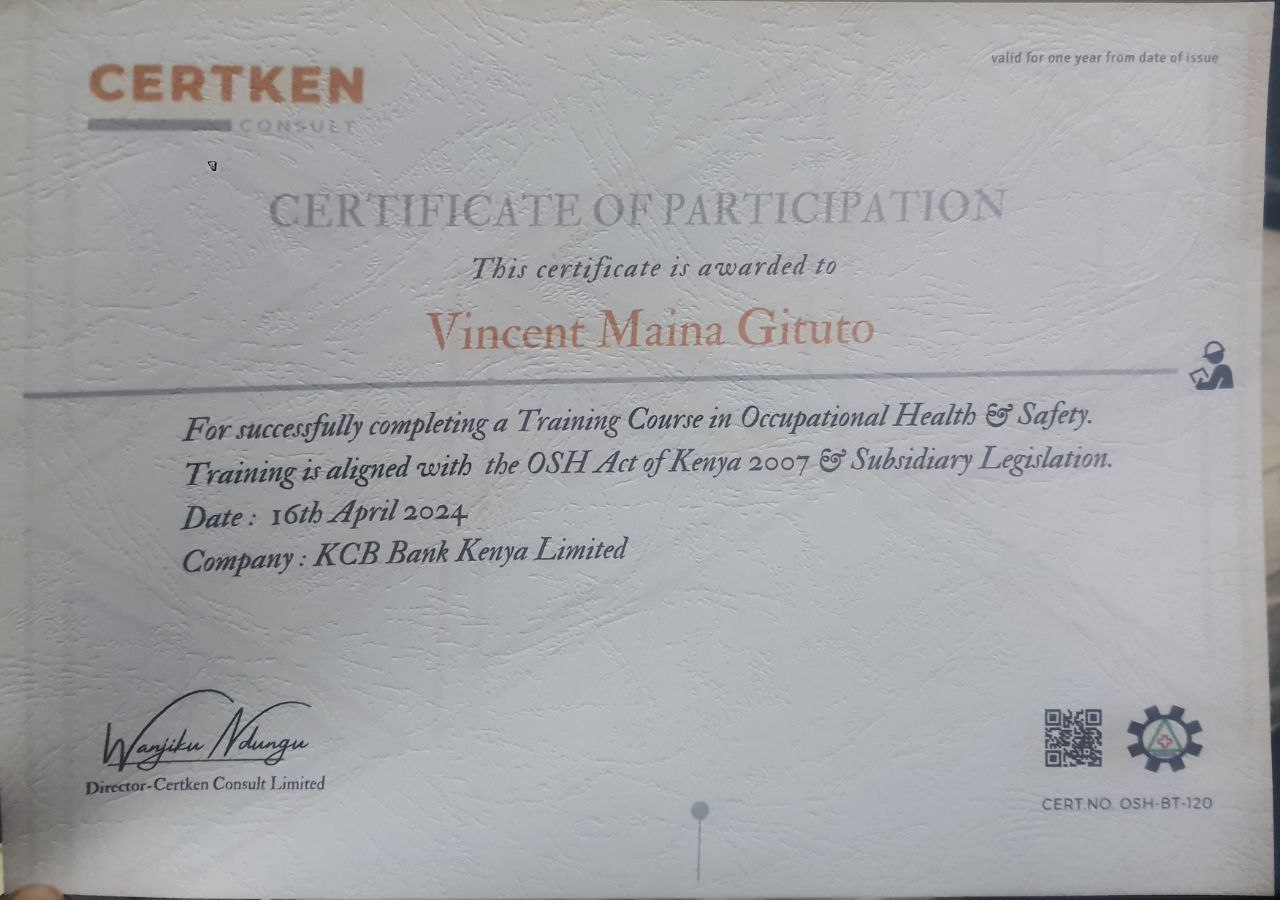 CERTKEN
CONSULT
valid for one year from date of issue
CERTIFICATE OF PARTICIPATION
This certificate is awarded to
Vincent Maina Gituto
For successfully completing a Training Course in Occupational Health & Safety.
Training is aligned with the OSH Act of Kenya 2007 & Subsidiary Legislation.
Date : 16th April 2024
Company : KCB Bank Kenya Limited
Wanjiku Ndungu
Director-Certken Consult Limited
CERT.NO. OSH-BT-120